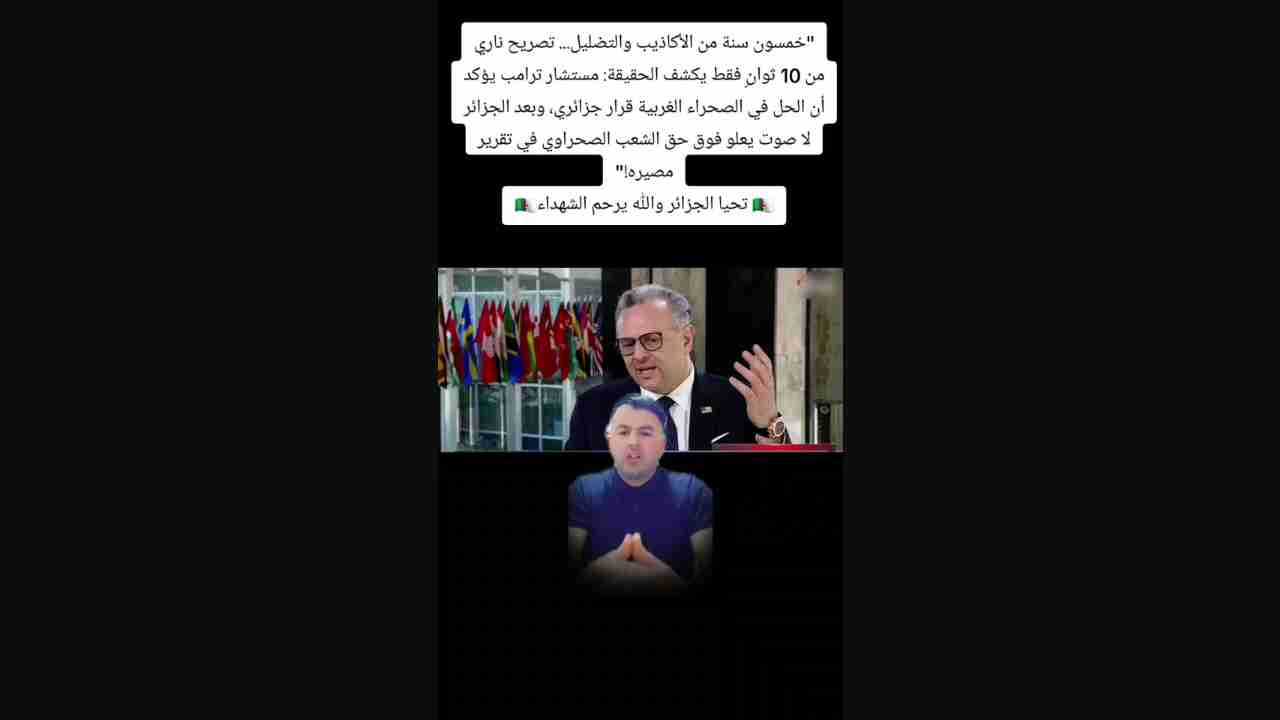 "خمسون سنة من الأكاذيب والتضليل... تصريح ناري
من 10 ثوانٍ فقط يكشف الحقيقة: مستشار ترامب يؤكد
أن الحل في الصحراء الغربية قرار جزائري، وبعد الجزائر
لا صوت يعلو فوق حق الشعب الصحراوي في تقرير
مصيره!"
🇩🇿 تحيا الجزائر والله يرحم الشهداء 🇩🇿